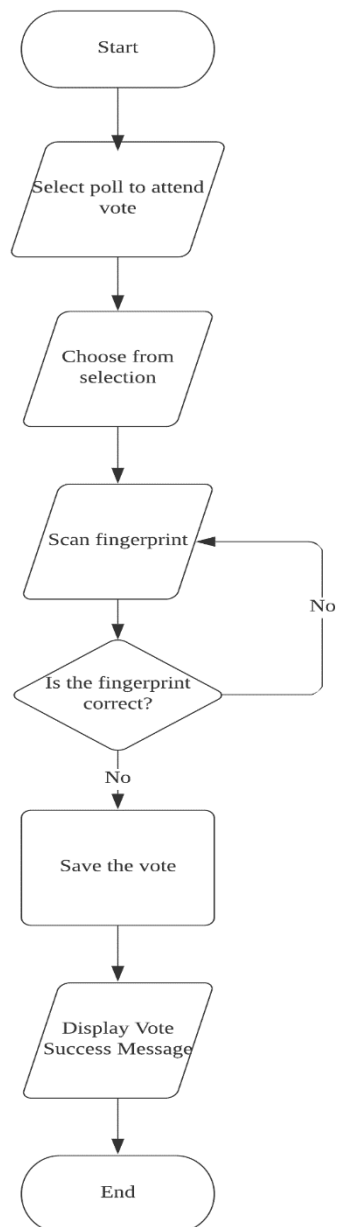 Start
Select poll to attend
vote
Choose from
selection
Scan fingerprint
No
Is the fingerprint
correct?
No
Save the vote
Display Vote
Success Message
End